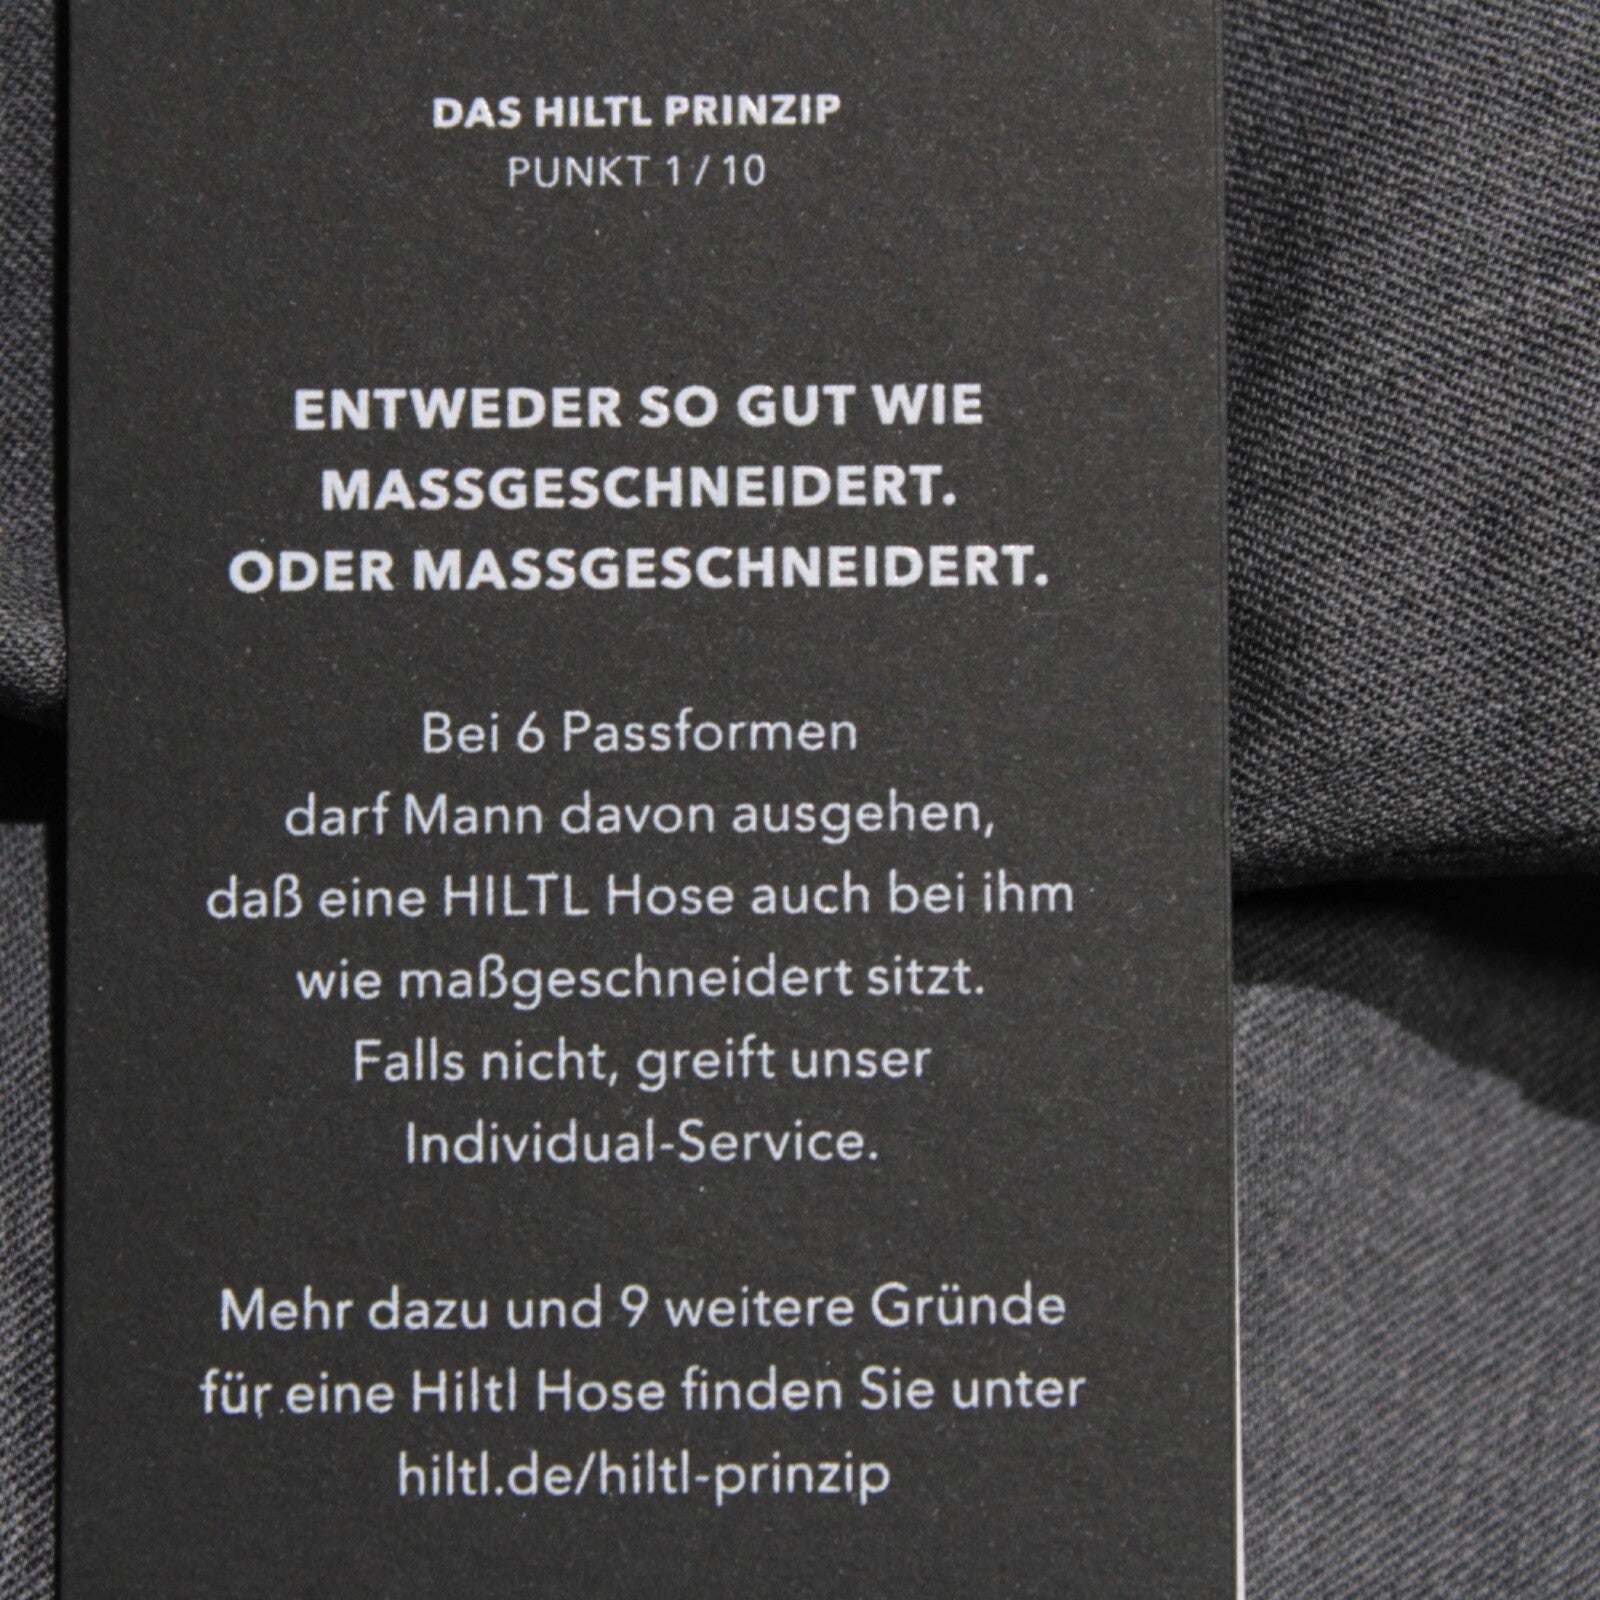 DAS HILTL PRINZIP
PUNKT 1 / 10
ENTWEDER SO GUT WIE
MASSGESCHNEIDERT.
ODER MASSGESCHNEIDERT.
Bei 6 Passformen
darf Mann davon ausgehen,
daß eine HILTL Hose auch bei ihm
wie maßgeschneidert sitzt.
Falls nicht, greift unser
Individual-Service.
Mehr dazu und 9 weitere Gründe
für eine Hiltl Hose finden Sie unter
hiltl.de/hiltl-prinzip